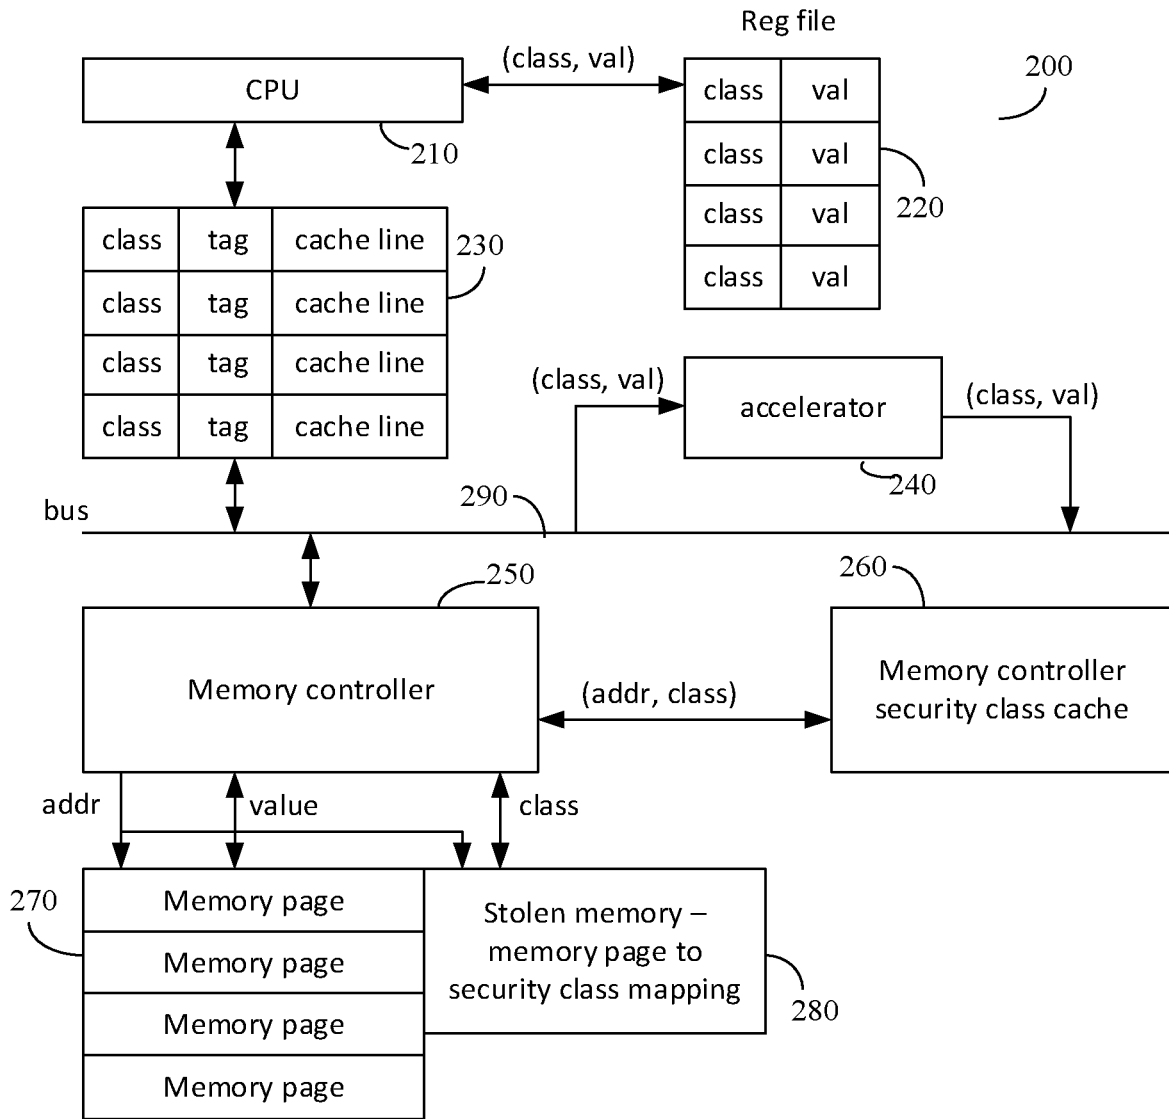 Reg file
(class, val)
200
CPU
class val
210
class val
220
class val
class val
class tag cache line
230
class tag cache line
class tag cache line
class tag cache line
(class, val)
accelerator
(class, val)
240
290
bus
250
260
Memory controller
(addr, class)
Memory controller
security class cache
addr
value
class
270
Memory page
Memory page
Memory page
Memory page
Stolen memory –
memory page to
security class mapping
280